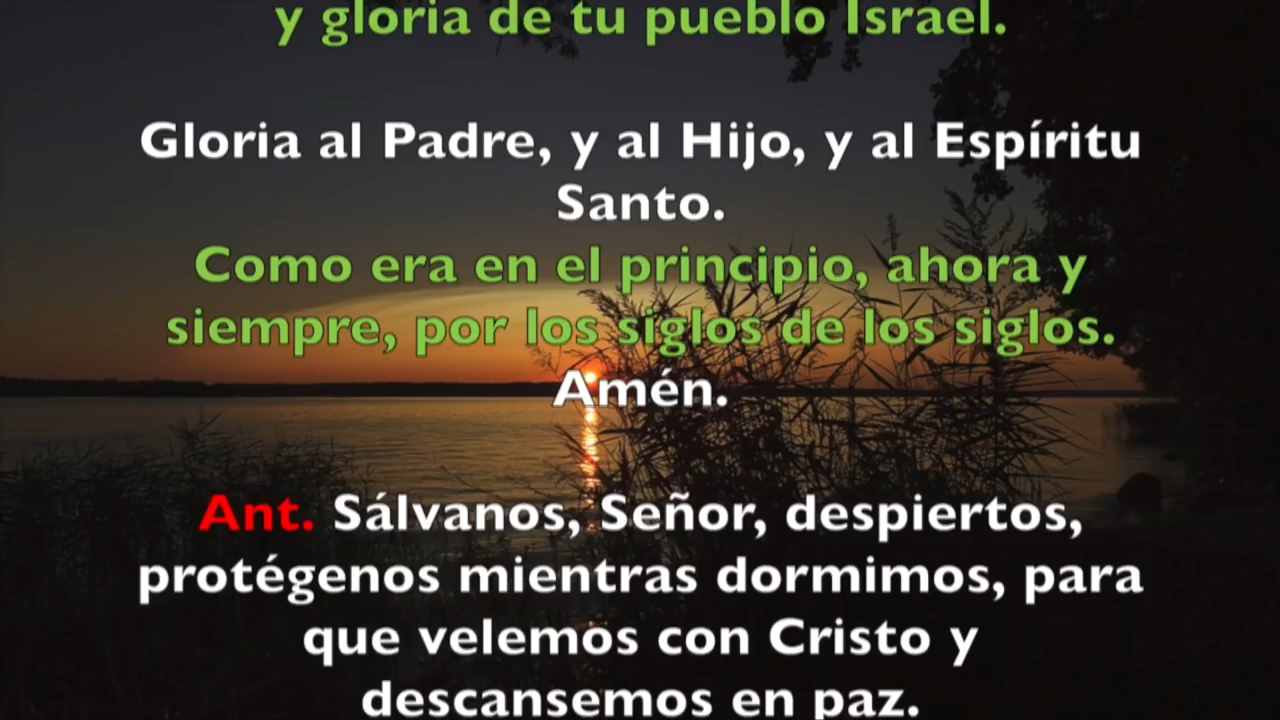 y gloria de tu pueblo Israel.
Gloria al Padre, y al Hijo, y al Espíritu
Santo.
Como era en el principio, ahora y
siempre, por los siglos de los siglos.
Amén.
Ant. Sálvanos, Señor, despiertos,
protégenos mientras dormimos, para
que velemos con Cristo y
descansemos en paz.